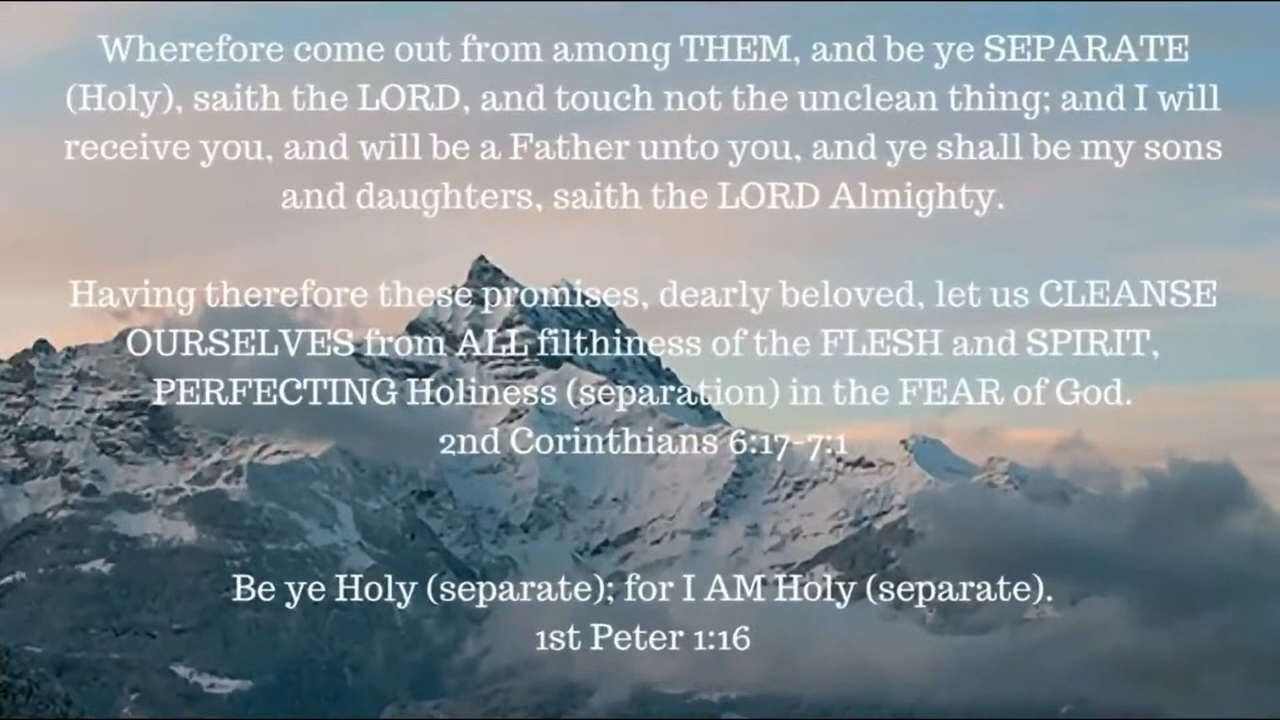 Wherefore come out from among THEM, and be ye SEPARATE
(Holy), saith the LORD, and touch not the unclean thing; and I will
receive you, and will be a Father unto you, and ye shall be my sons
and daughters, saith the LORD Almighty.
Having therefore these promises, dearly beloved, let us CLEANSE
OURSELVES from ALL filthiness of the FLESH and SPIRIT,
PERFECTING Holiness (separation) in the FEAR of God.
2nd Corinthians 6:17-7:1
Be ye Holy (separate); for I AM Holy (separate).
1st Peter 1:16